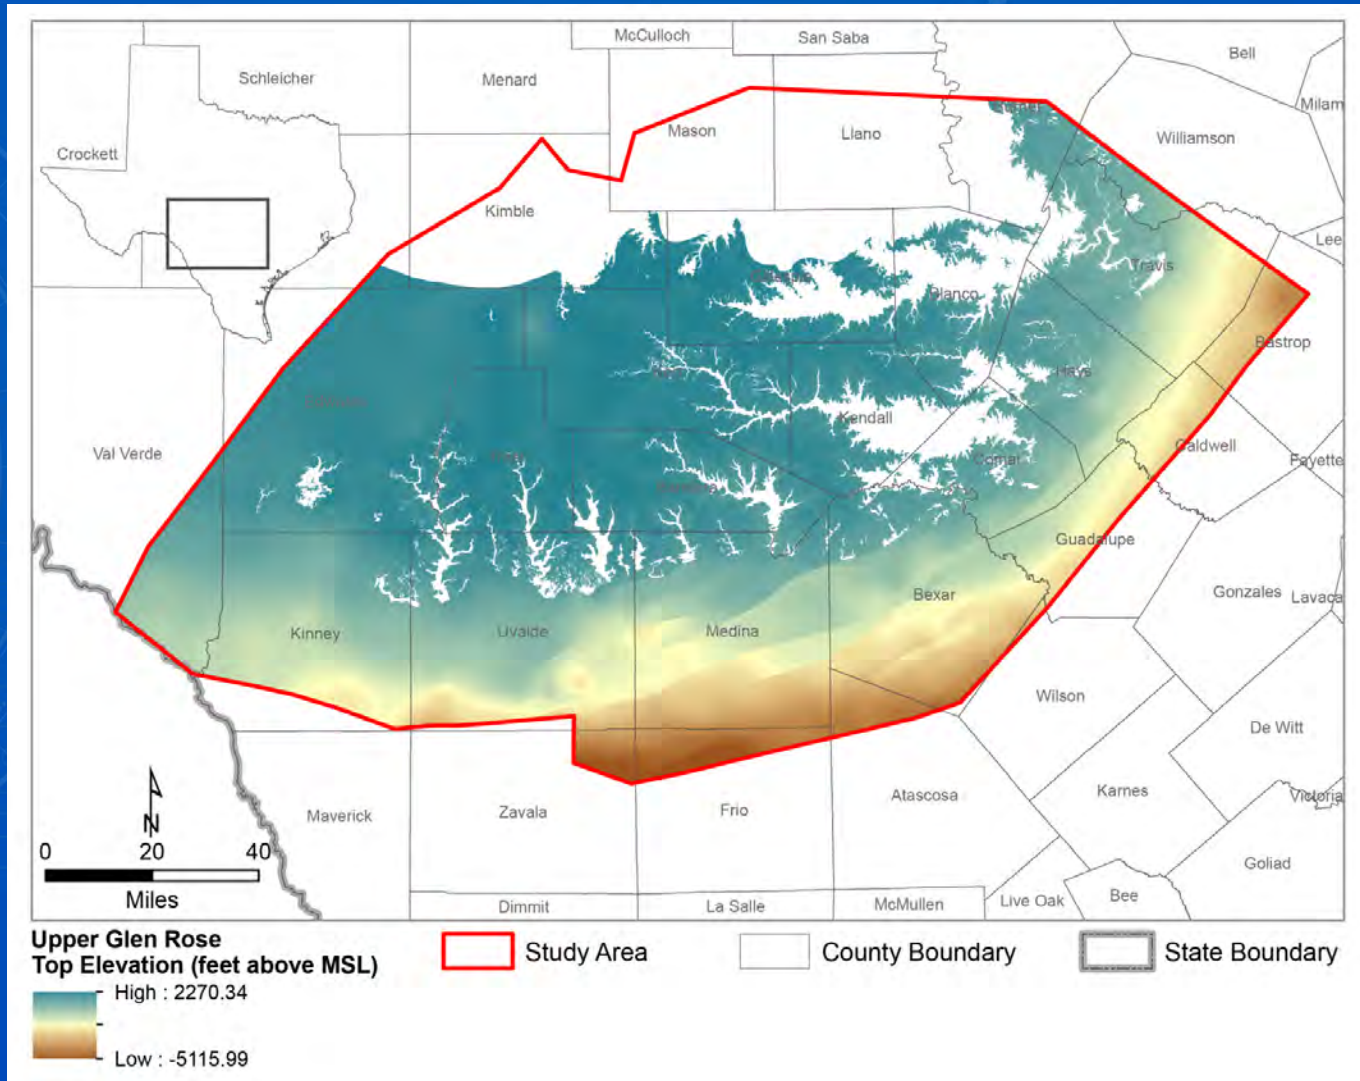 McCulloch
San Saba
Bell
Schleicher
Menard
Milam
Mason
Llano
Williamson
Crockett
Kimble
Lee
Travis
Blanco
Bastrop
Hays
Kendall
Val Verde
Caldwell
Fayette
Comal
Guadalupe
Gonzales
Lavaca
Bexar
Kinney
Uvalde
Medina
Wilson
De Witt
Karnes
Victoria
Atascosa
Maverick
Zavala
Frio
N
0 20 40
Miles
Goliad
Bee
Live Oak
McMullen
La Salle
Dimmit
Upper Glen Rose
Top Elevation (feet above MSL)
High : 2270.34
Low : -5115.99
Study Area
County Boundary
State Boundary